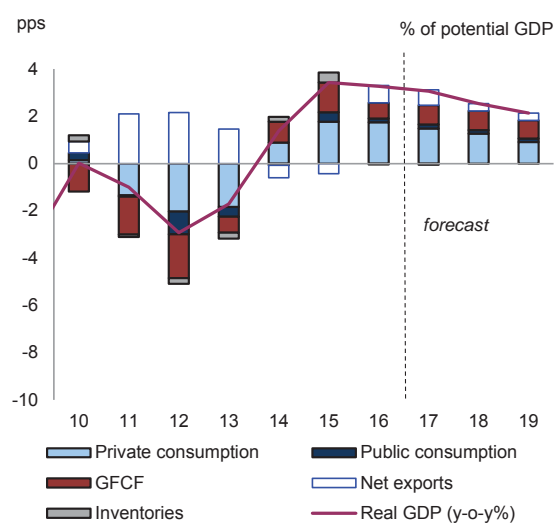 pps
% of potential GDP
4
2
0
-2
forecast
-4
-6
-8
-10
10 11 12 13 14 15 16 17 18 19
Private consumption Public consumption
GFCF Net exports
Inventories Real GDP (y-o-y%)